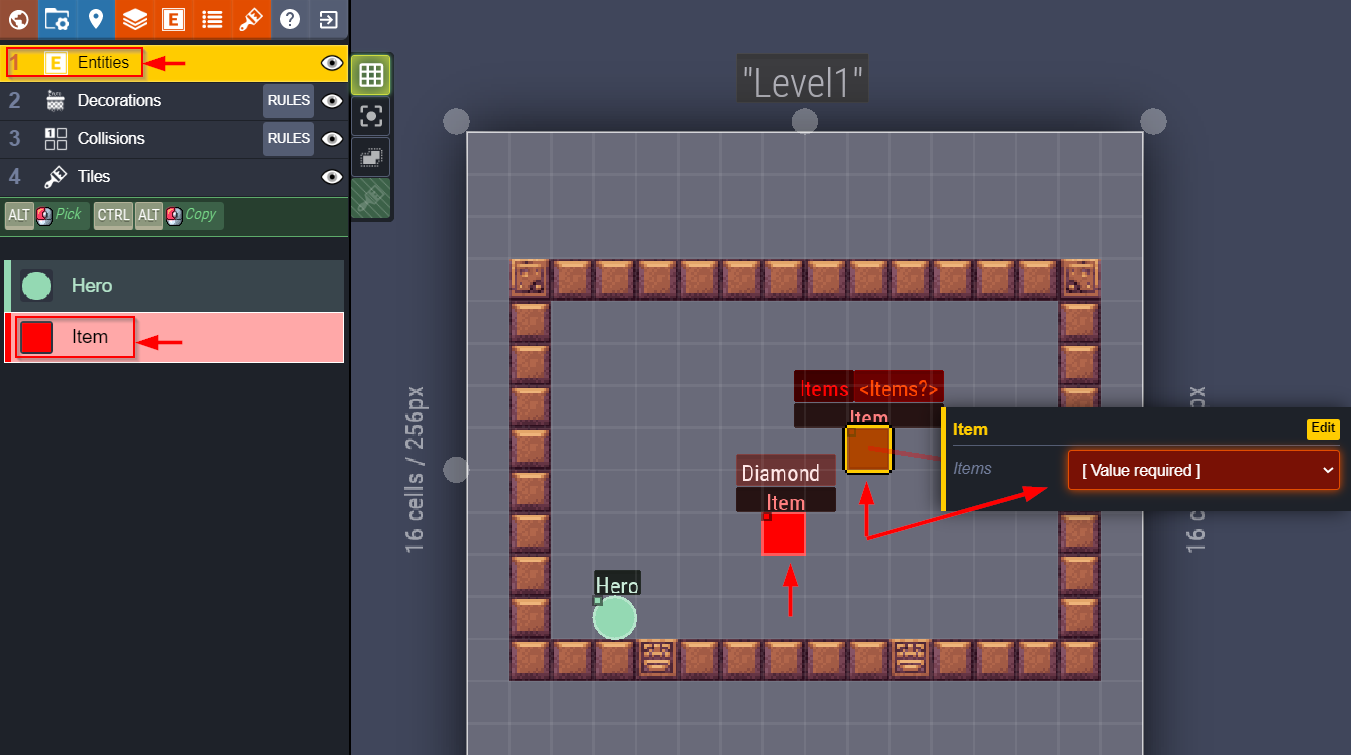 E
?
1 E Entities
2 Decorations RULES
3 Collisions RULES
4 Tiles
ALT Pick CTRL ALT Copy
Hero
Item
"Level1"
16 cells / 256px
Items <Items?>
Item
Diamond
Item
Hero
Item Edit
Items [ Value required ]